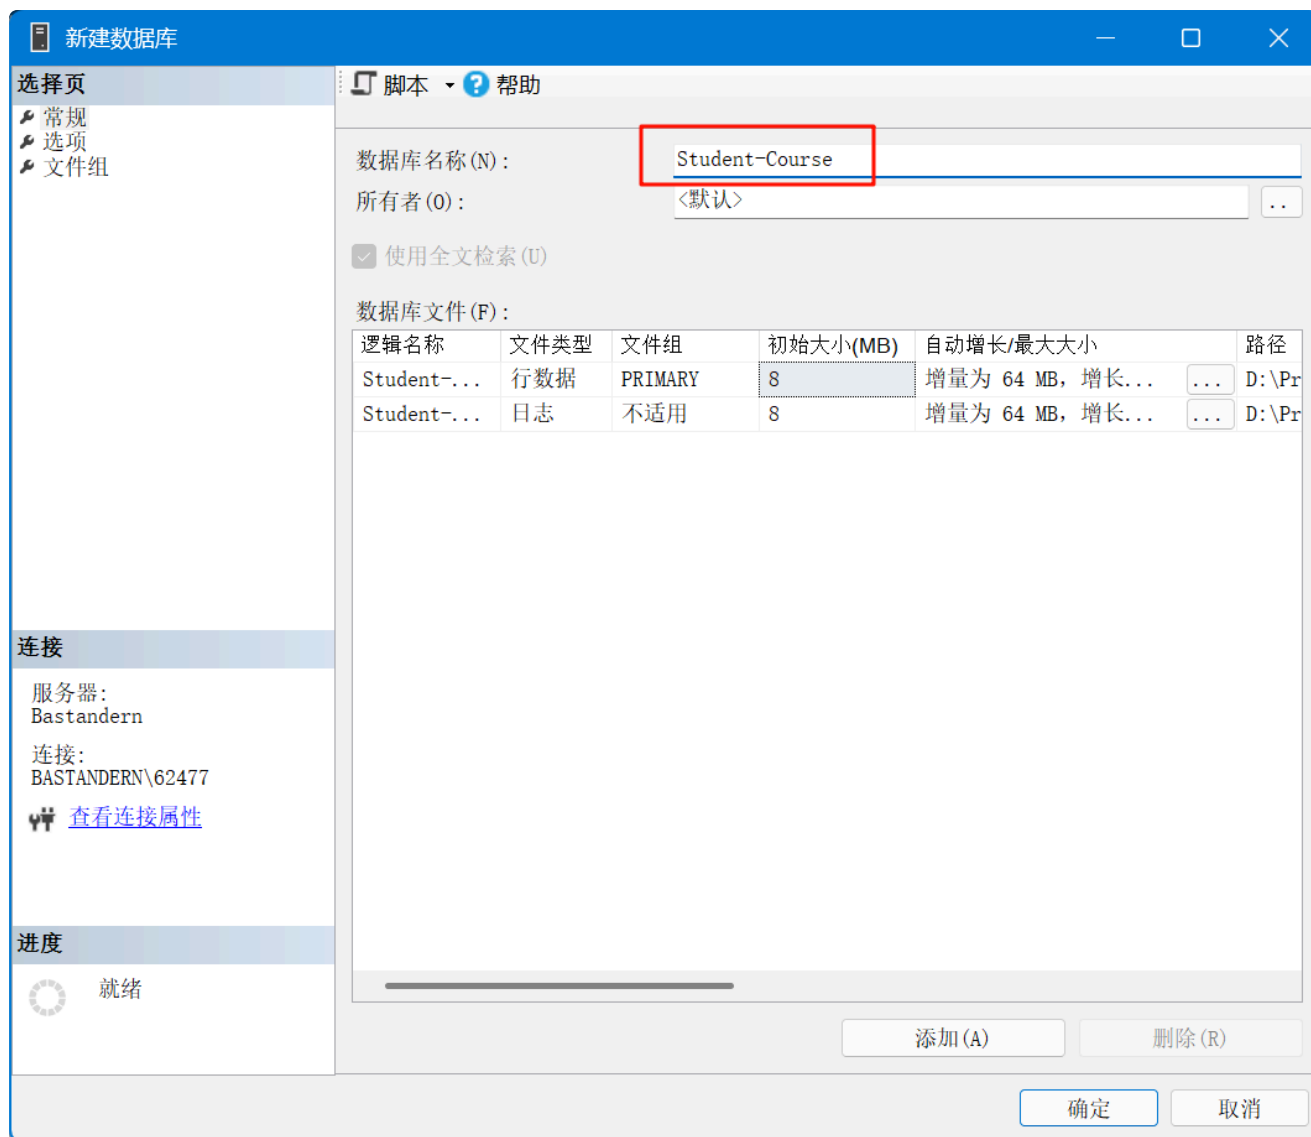 新建数据库
选择页
常规
选项
文件组
脚本 帮助
数据库名称(N): Student-Course
所有者(O): <默认> ..
使用全文检索(U)
数据库文件(F):
逻辑名称 文件类型 文件组 初始大小(MB) 自动增长/最大大小 路径
Student-... 行数据 PRIMARY 8 增量为 64 MB, 增长... ... D:\Pr
Student-... 日志 不适用 8 增量为 64 MB, 增长... ... D:\Pr
连接
服务器:
Bastandern
连接:
BASTANDERN\62477
查看连接属性
进度
就绪
添加(A) 删除(R)
确定 取消